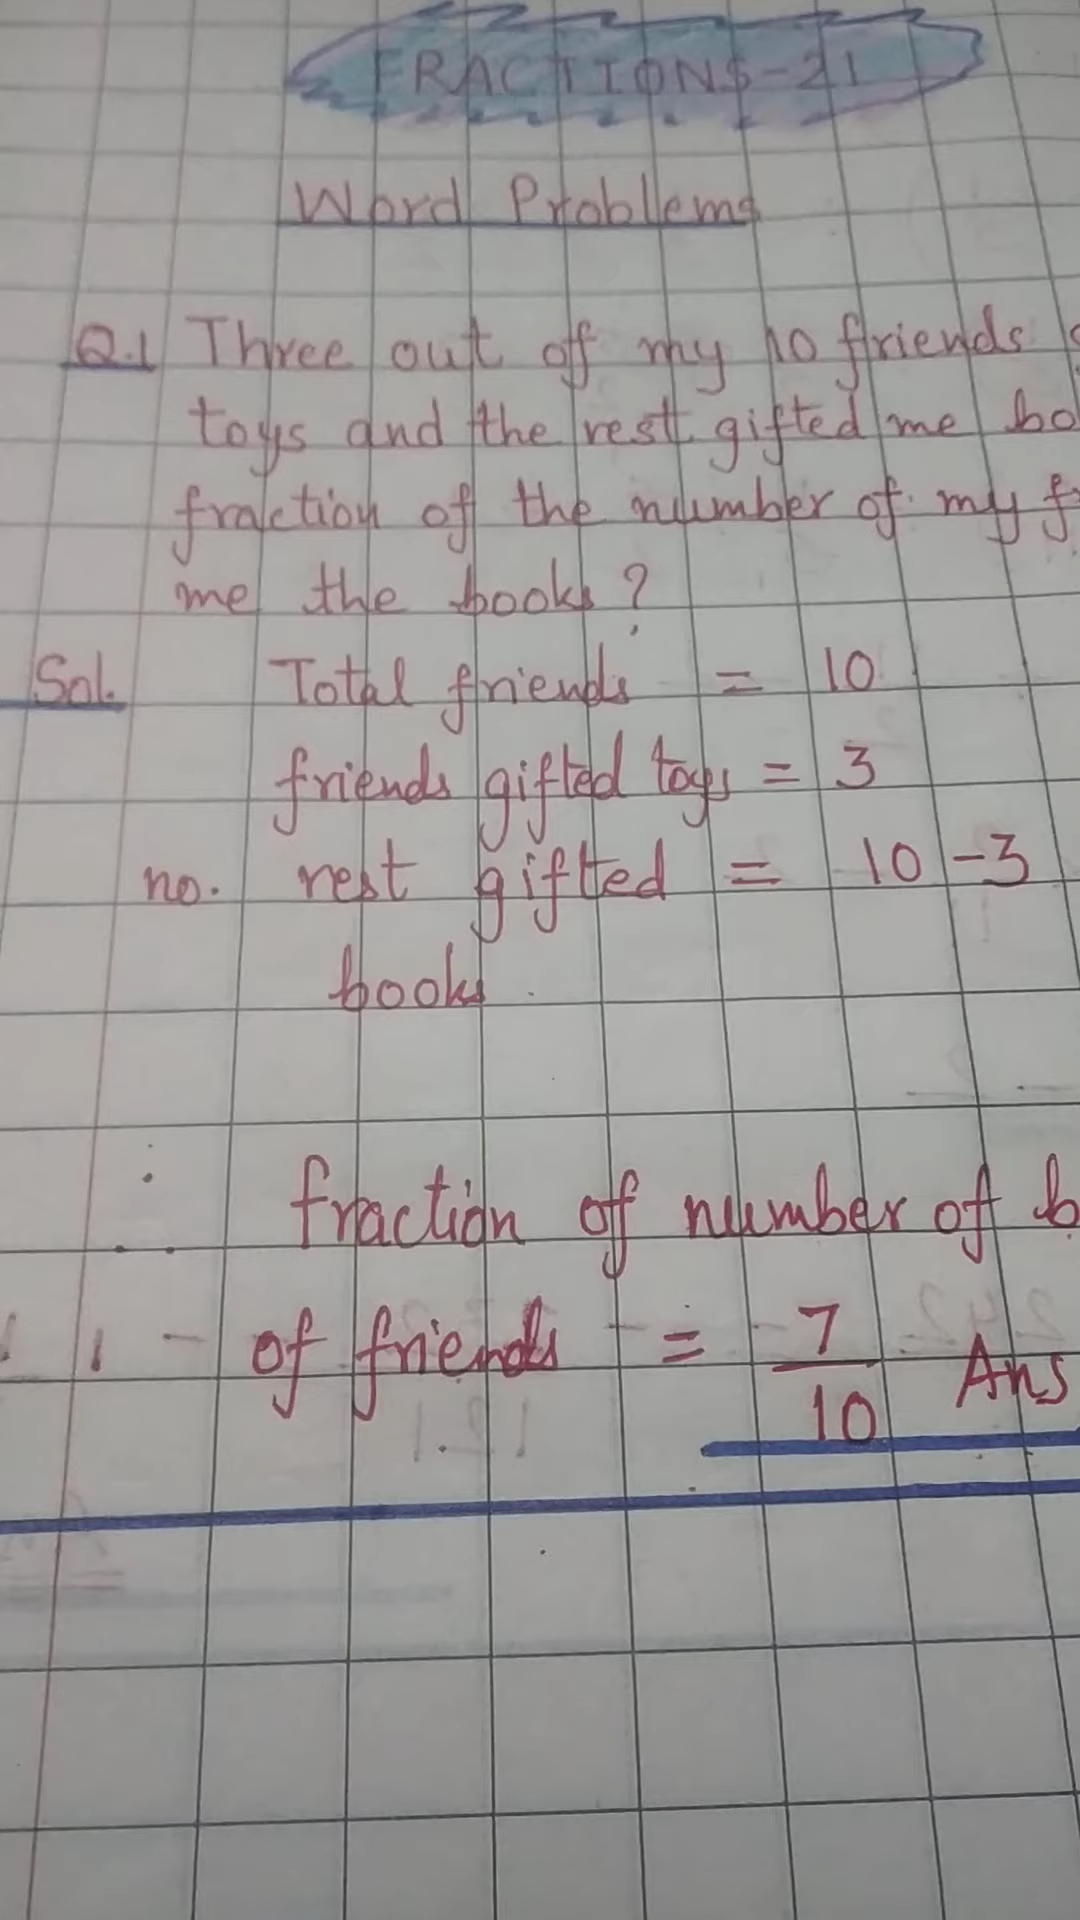 FRACTIONS-21
Word Problems
Q.1 Three out of my 10 friends
toys and the rest gifted me bo
fraction of the number of my f
me the books?
Sol. Total friends = 10
friends gifted toys = 3
no. rest gifted = 10-3
books
∴ fraction of number of b
of friends = 7/10 Ans